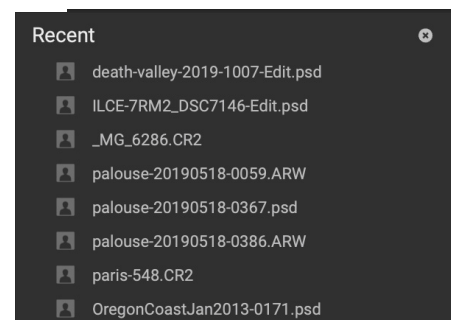 Recent
death-valley-2019-1007-Edit.psd
ILCE-7RM2_DSC7146-Edit.psd
_MG_6286.CR2
palouse-20190518-0059.ARW
palouse-20190518-0367.psd
palouse-20190518-0386.ARW
paris-548.CR2
OregonCoastJan2013-0171.psd